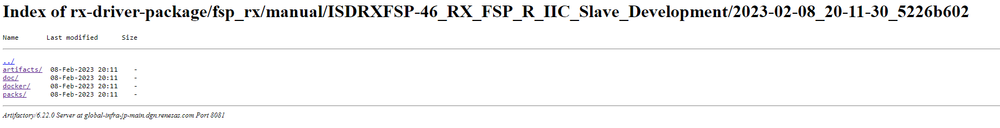 Index of rx-driver-package/fsp_rx/manual/ISDRXFSP-46_RX_FSP_R_IIC_Slave_Development/2023-02-08_20-11-30_5226b602
Name Last modified Size
../
artifacts/ 08-Feb-2023 20:11 -
doc/ 08-Feb-2023 20:11 -
docker/ 08-Feb-2023 20:11 -
packs/ 08-Feb-2023 20:11 -
Artifactory/6.22.0 Server at global-infra-jp-main.dgn.renesas.com Port 8081